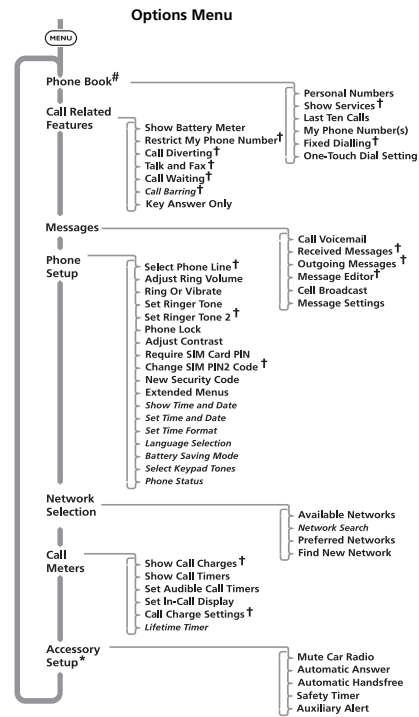 Options Menu
MENU
Phone Book#
Personal Numbers
Show Services†
Last Ten Calls
My Phone Number(s)
Fixed Dialling†
One-Touch Dial Setting
Call Related
Features
Show Battery Meter
Restrict My Phone Number†
Call Diverting†
Talk and Fax†
Call Waiting†
Call Barring†
Key Answer Only
Messages
Call Voicemail
Received Messages†
Outgoing Messages†
Message Editor†
Cell Broadcast
Message Settings
Phone
Setup
Select Phone Line†
Adjust Ring Volume
Ring Or Vibrate
Set Ringer Tone
Set Ringer Tone 2†
Phone Lock
Adjust Contrast
Require SIM Card PIN
Change SIM PIN2 Code†
New Security Code
Extended Menus
Show Time and Date
Set Time and Date
Set Time Format
Language Selection
Battery Saving Mode
Select Keypad Tones
Phone Status
Network
Selection
Available Networks
Network Search
Preferred Networks
Find New Network
Call
Meters
Show Call Charges†
Show Call Timers
Set Audible Call Timers
Set In-Call Display
Call Charge Settings†
Lifetime Timer
Accessory
Setup*
Mute Car Radio
Automatic Answer
Automatic Handsfree
Safety Timer
Auxiliary Alert